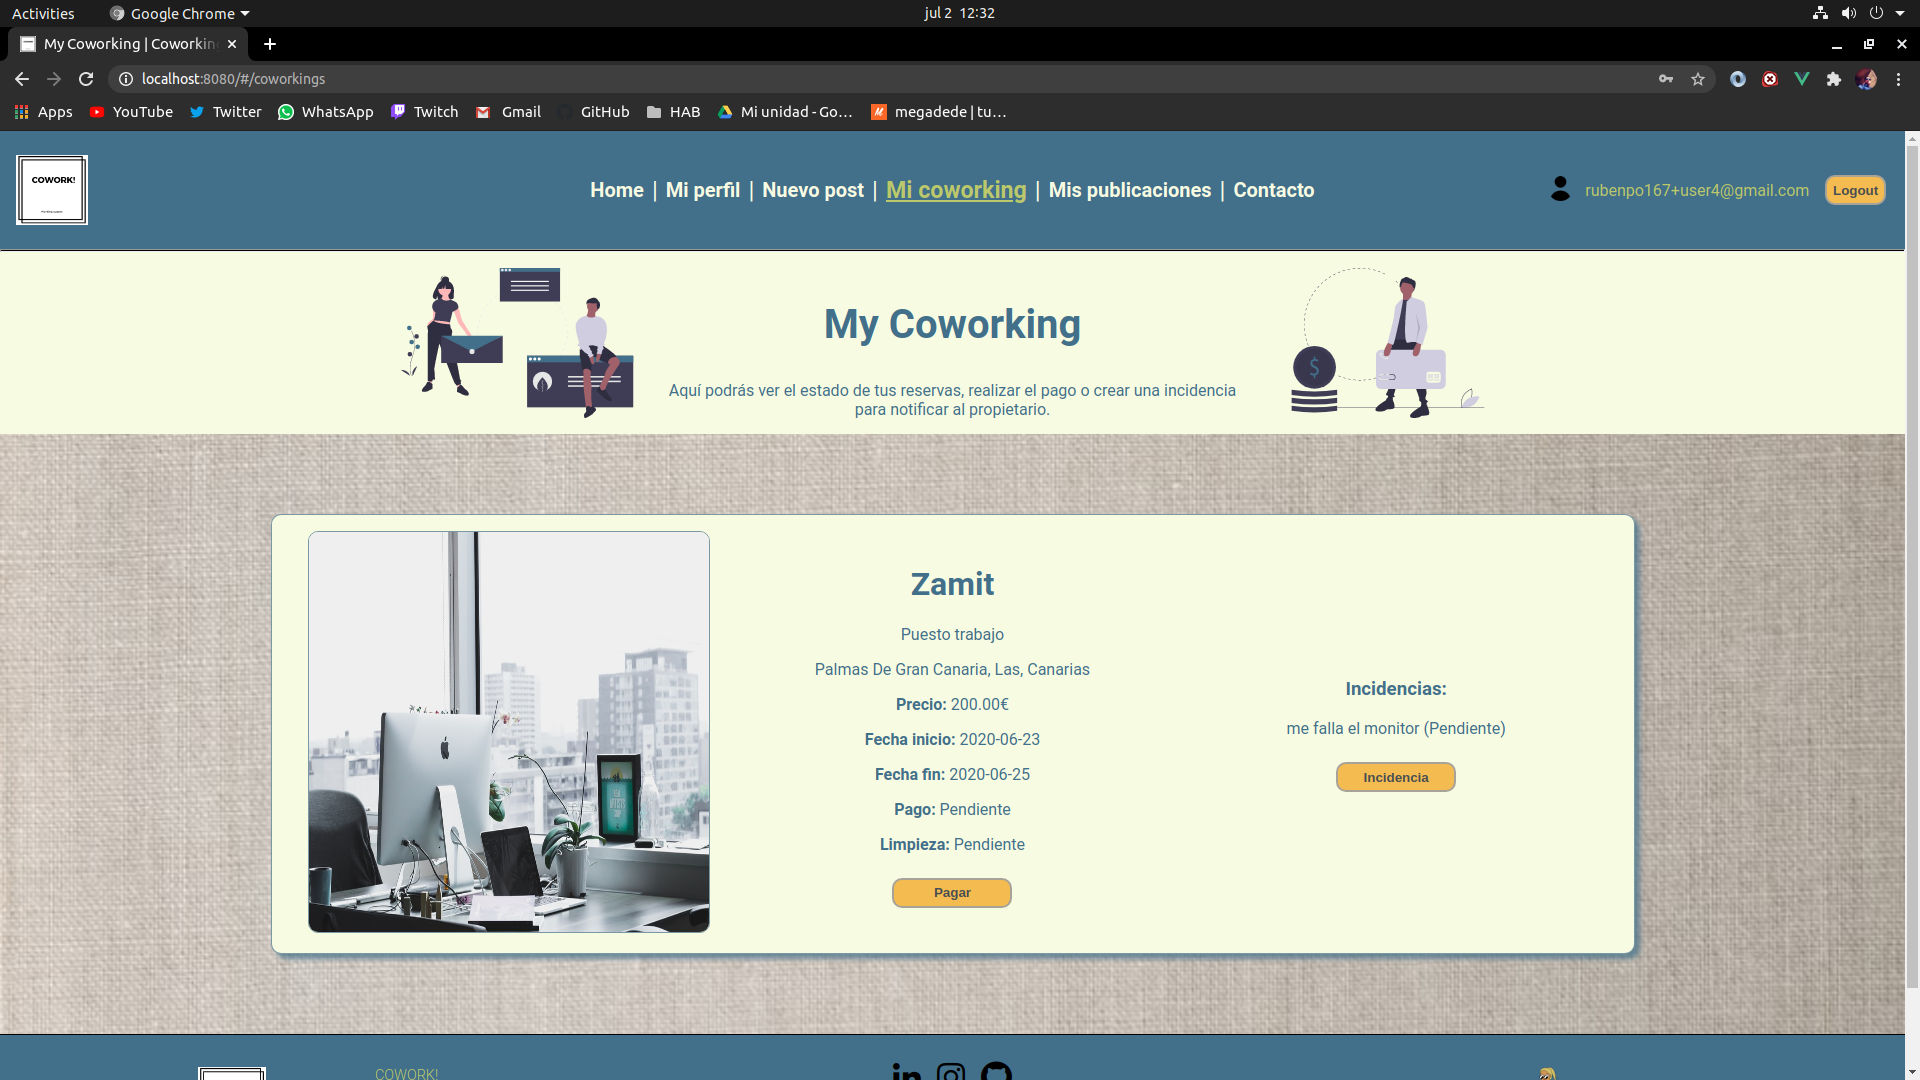 Activities
Google Chrome
jul 2 12:32
My Coworking | Coworkin
localhost:8080/#/coworkings
Apps
YouTube
Twitter
WhatsApp
Twitch
Gmail
GitHub
HAB
Mi unidad - Go...
megadede | tu...
COWORK!
Home | Mi perfil | Nuevo post | Mi coworking | Mis publicaciones | Contacto
rubenpo167+user4@gmail.com
Logout
My Coworking
Aquí podrás ver el estado de tus reservas, realizar el pago o crear una incidencia
para notificar al propietario.
Zamit
Puesto trabajo
Palmas De Gran Canaria, Las, Canarias
Precio: 200.00€
Fecha inicio: 2020-06-23
Fecha fin: 2020-06-25
Pago: Pendiente
Limpieza: Pendiente
Pagar
Incidencias:
me falla el monitor (Pendiente)
Incidencia
COWORK!